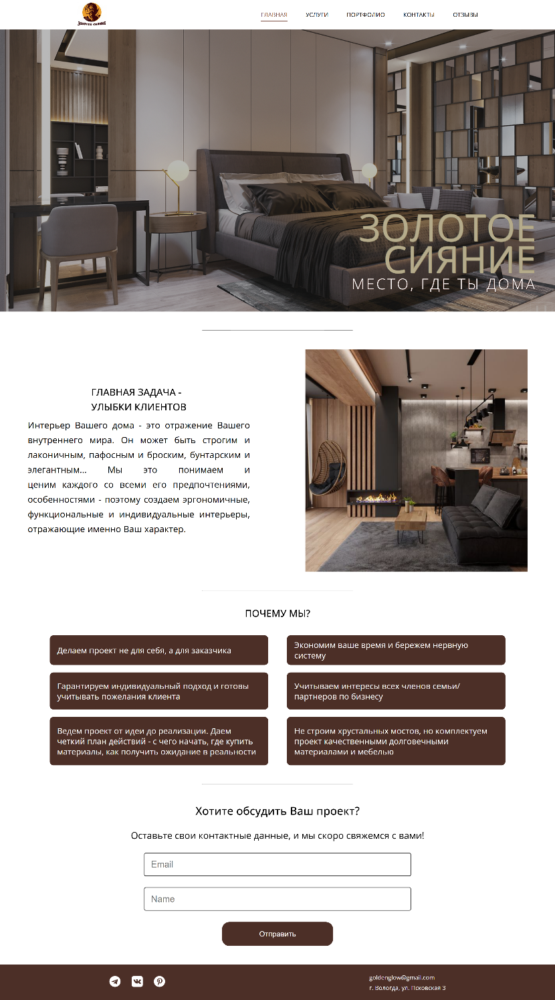 Золотое сияние
ГЛАВНАЯ УСЛУГИ ПОРТФОЛИО КОНТАКТЫ ОТЗЫВЫ
ЗОЛОТОЕ
СИЯНИЕ
МЕСТО, ГДЕ ТЫ ДОМА
ГЛАВНАЯ ЗАДАЧА -
УЛЫБКИ КЛИЕНТОВ
Интерьер Вашего дома - это отражение Вашего
внутреннего мира. Он может быть строгим и
лаконичным, пафосным и броским, бунтарским и
элегантным... Мы это понимаем и
ценим каждого со всеми его предпочтениями,
особенностями - поэтому создаем эргономичные,
функциональные и индивидуальные интерьеры,
отражающие именно Ваш характер.
ПОЧЕМУ МЫ?
Делаем проект не для себя, а для заказчика
Экономим ваше время и бережем нервную
систему
Гарантируем индивидуальный подход и готовы
учитывать пожелания клиента
Учитываем интересы всех членов семьи/
партнеров по бизнесу
Ведем проект от идеи до реализации. Даем
четкий план действий - с чего начать, где купить
материалы, как получить ожидание в реальности
Не строим хрустальных мостов, но комплектуем
проект качественными долговечными
материалами и мебелью
Хотите обсудить Ваш проект?
Оставьте свои контактные данные, и мы скоро свяжемся с вами!
Email
Name
Отправить
goldenglow@gmail.com
г. Вологда, ул. Псковская 3